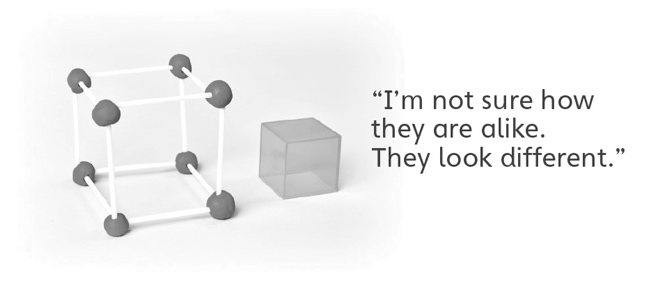 “I’m not sure how
they are alike.
They look different.”